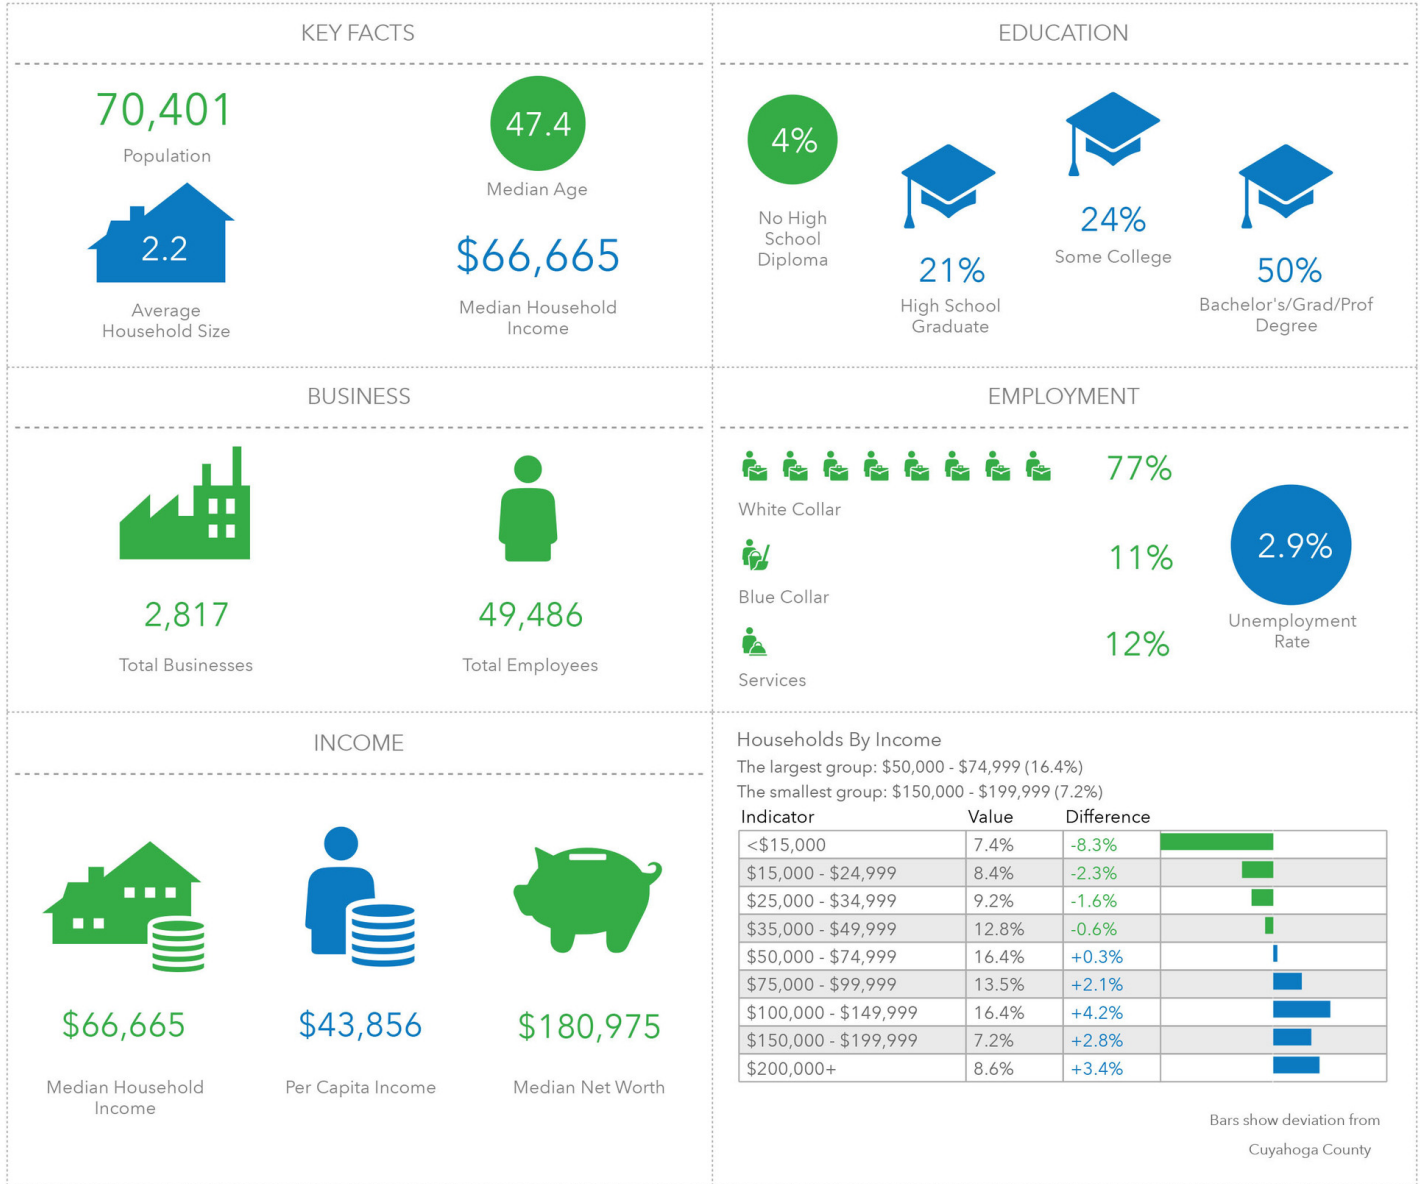 KEY FACTS
70,401
Population
47.4
Median Age
2.2
Average
Household Size
$66,665
Median Household
Income
EDUCATION
4%
No High
School
Diploma
21%
High School
Graduate
24%
Some College
50%
Bachelor's/Grad/Prof
Degree
BUSINESS
2,817
Total Businesses
49,486
Total Employees
EMPLOYMENT
77%
White Collar
11%
Blue Collar
12%
Services
2.9%
Unemployment
Rate
INCOME
$66,665
Median Household
Income
$43,856
Per Capita Income
$180,975
Median Net Worth
Households By Income
The largest group: $50,000 - $74,999 (16.4%)
The smallest group: $150,000 - $199,999 (7.2%)
Indicator Value Difference
<$15,000 7.4% -8.3%
$15,000 - $24,999 8.4% -2.3%
$25,000 - $34,999 9.2% -1.6%
$35,000 - $49,999 12.8% -0.6%
$50,000 - $74,999 16.4% +0.3%
$75,000 - $99,999 13.5% +2.1%
$100,000 - $149,999 16.4% +4.2%
$150,000 - $199,999 7.2% +2.8%
$200,000+ 8.6% +3.4%
Bars show deviation from
Cuyahoga County